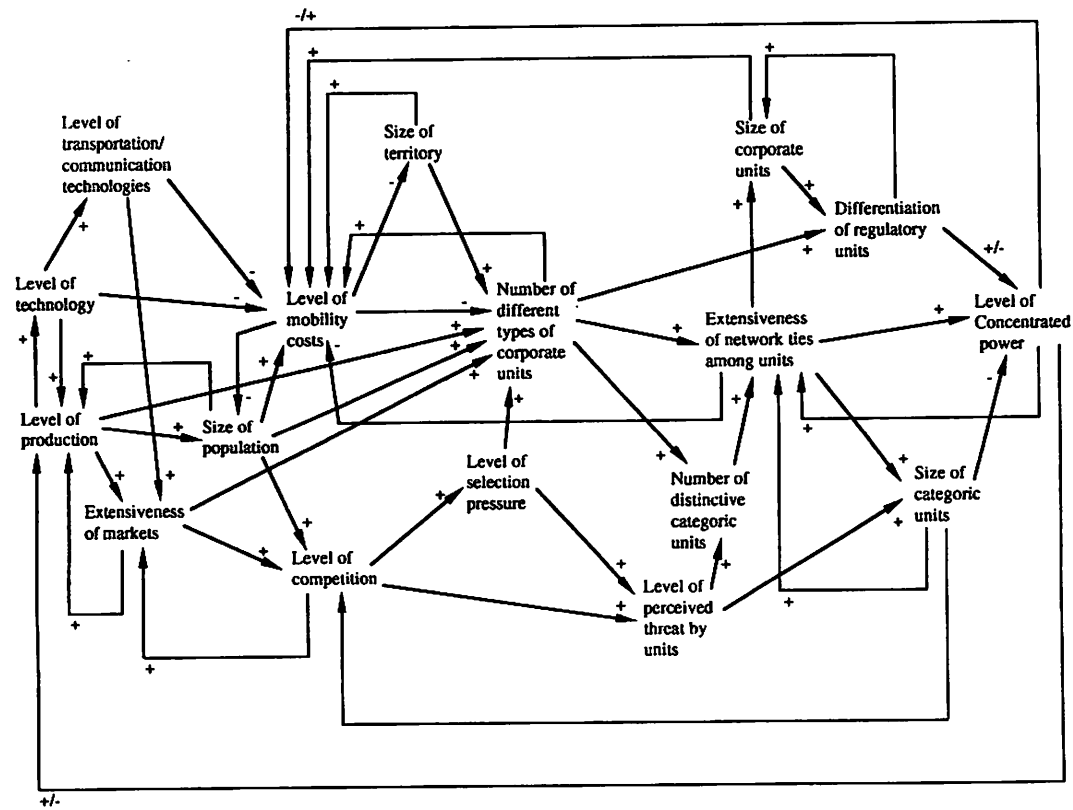 -/+
+
+
+
Level of
transportation/
communication
technologies
Size of
territory
Size of
corporate
units
-
+
+
+
Differentiation
of regulatory
units
+
+
+/-
+
-
Level of
technology
-
Level of
mobility
costs
-
Number of
different
types of
corporate
units
+
Extensiveness
of network ties
among units
+
Level of
Concentrated
power
+
+
+
+
+
-
+
-
+
-
Level of
production
+
Size of
population
+
+
+
+
+
Level of
selection
pressure
Number of
distinctive
categoric
units
+
Size of
categoric
units
+
+
Extensiveness
of markets
+
+
+
+
Level of
competition
+
+
+
Level of
perceived
threat by
units
+
+
+
+/-